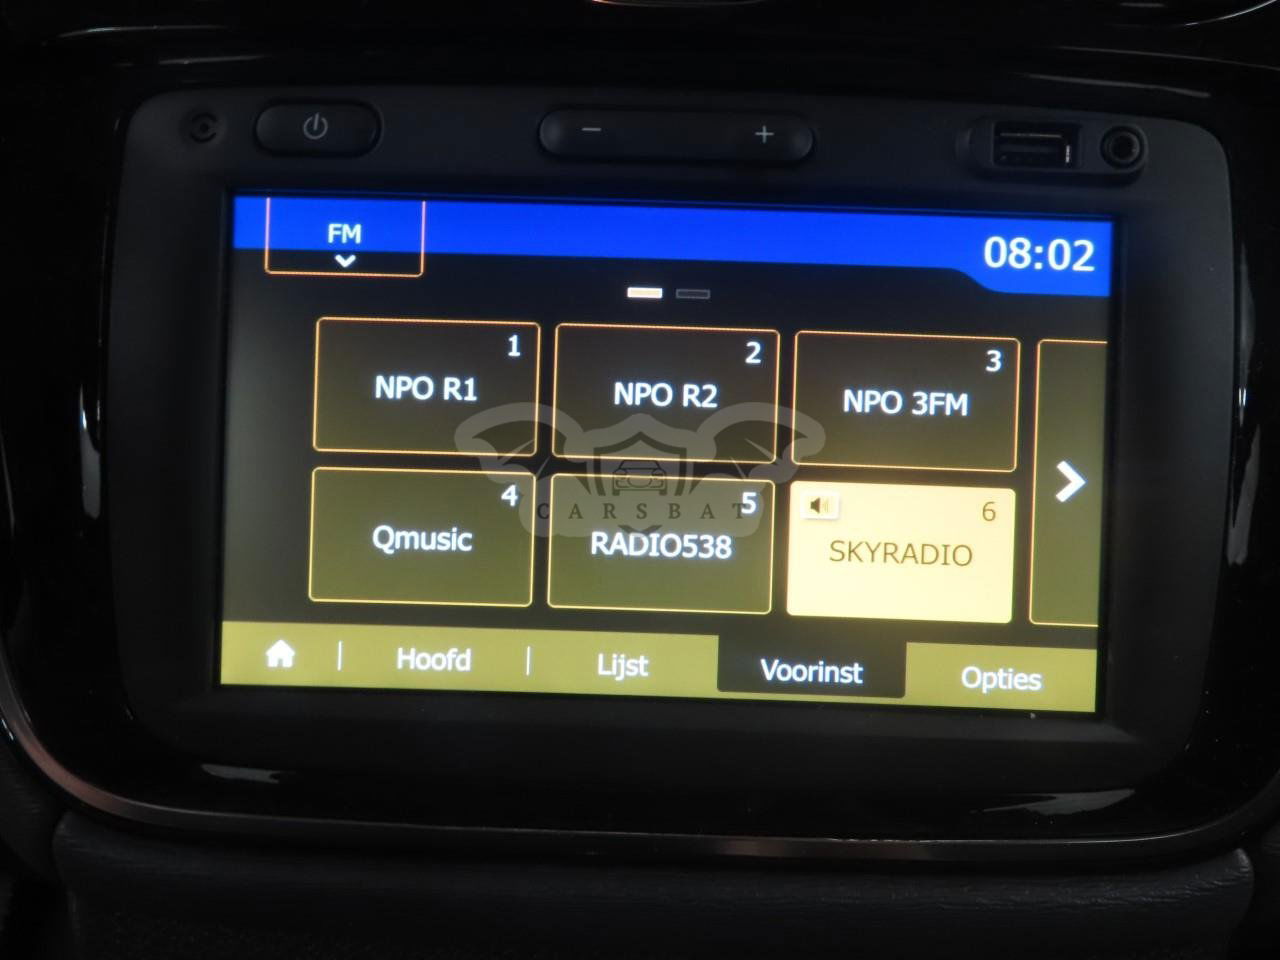 FM
08:02
1
NPO R1
2
NPO R2
3
NPO 3FM
4
Qmusic
5
RADIO538
6
SKYRADIO
CARSBAT
Hoofd
Lijst
Voorinst
Opties